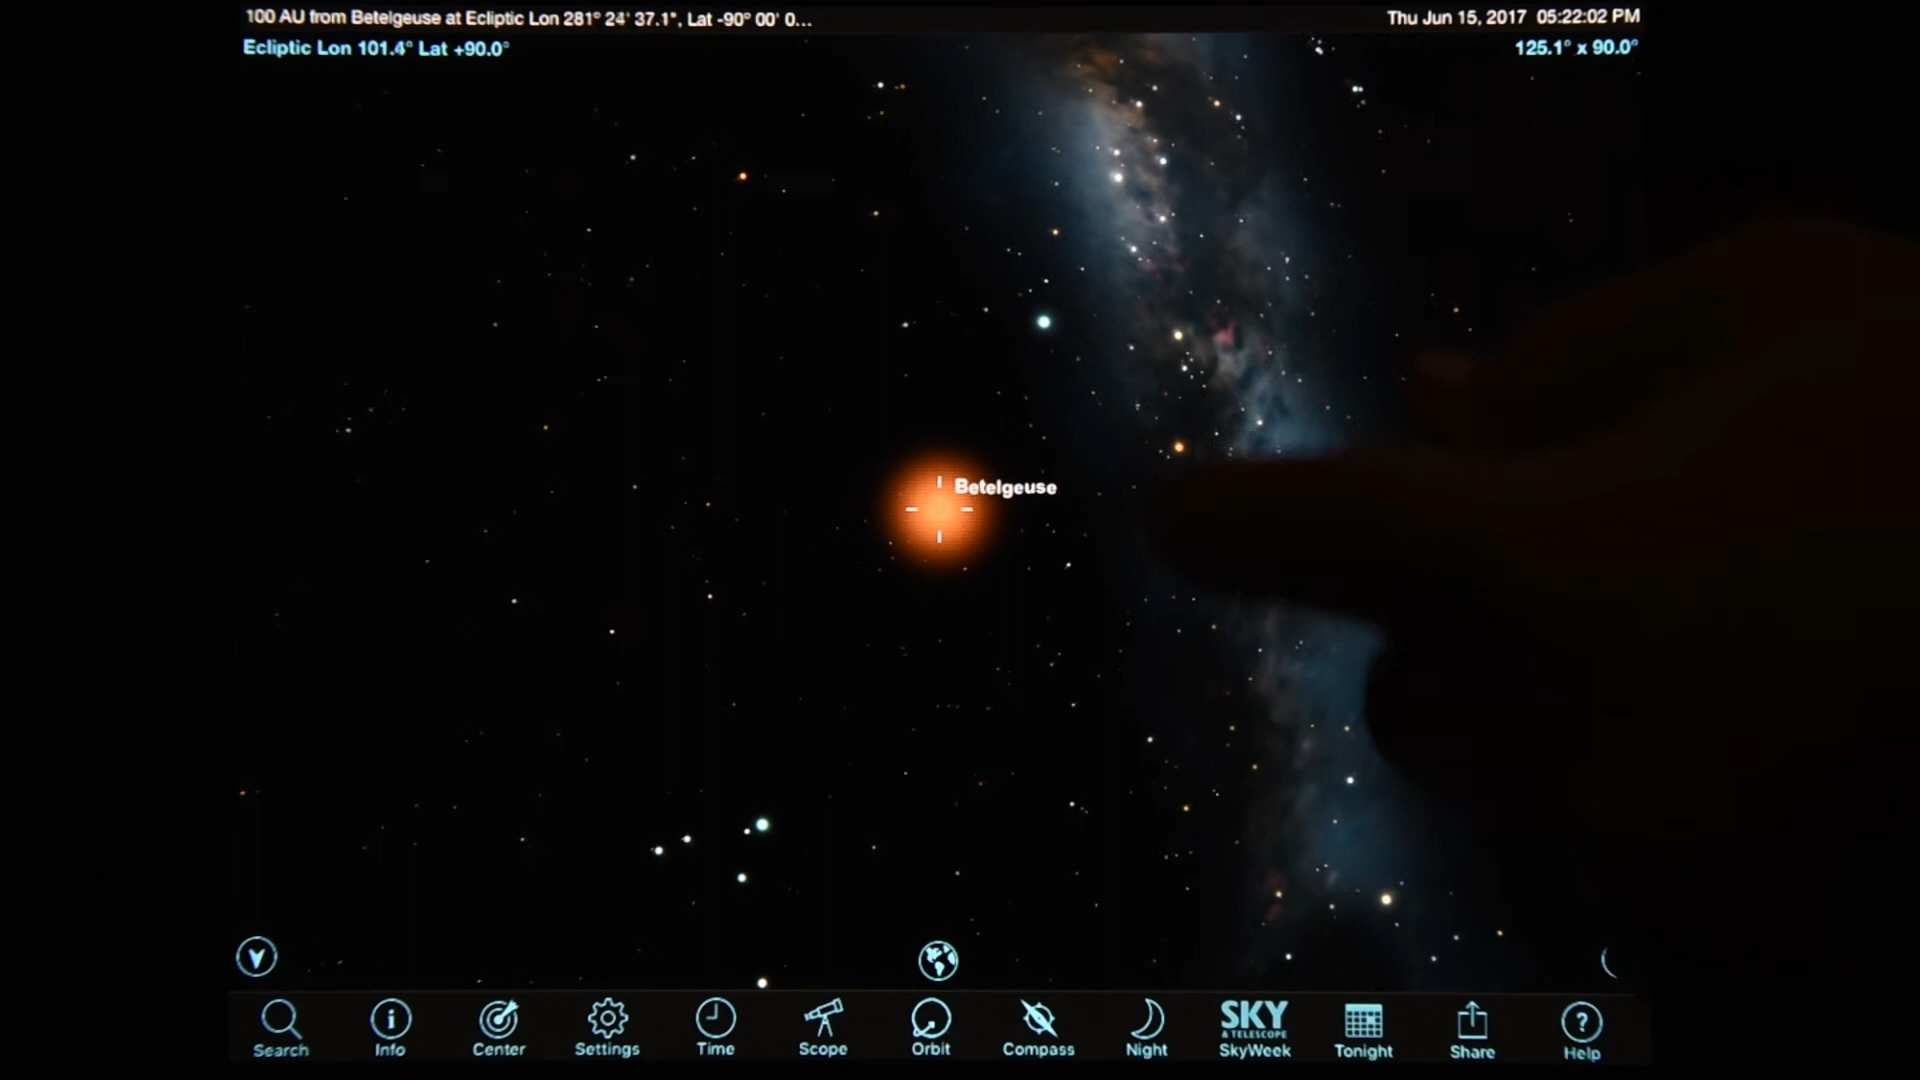 100 AU from Betelgeuse at Ecliptic Lon 281° 24' 37.1", Lat -90° 00' 0...
Thu Jun 15, 2017 05:22:02 PM
Ecliptic Lon 101.4° Lat +90.0°
125.1° x 90.0°
Betelgeuse
Search
Info
Center
Settings
Time
Scope
Orbit
Compass
Night
SKY
& TELESCOPE
SkyWeek
Tonight
Share
Help